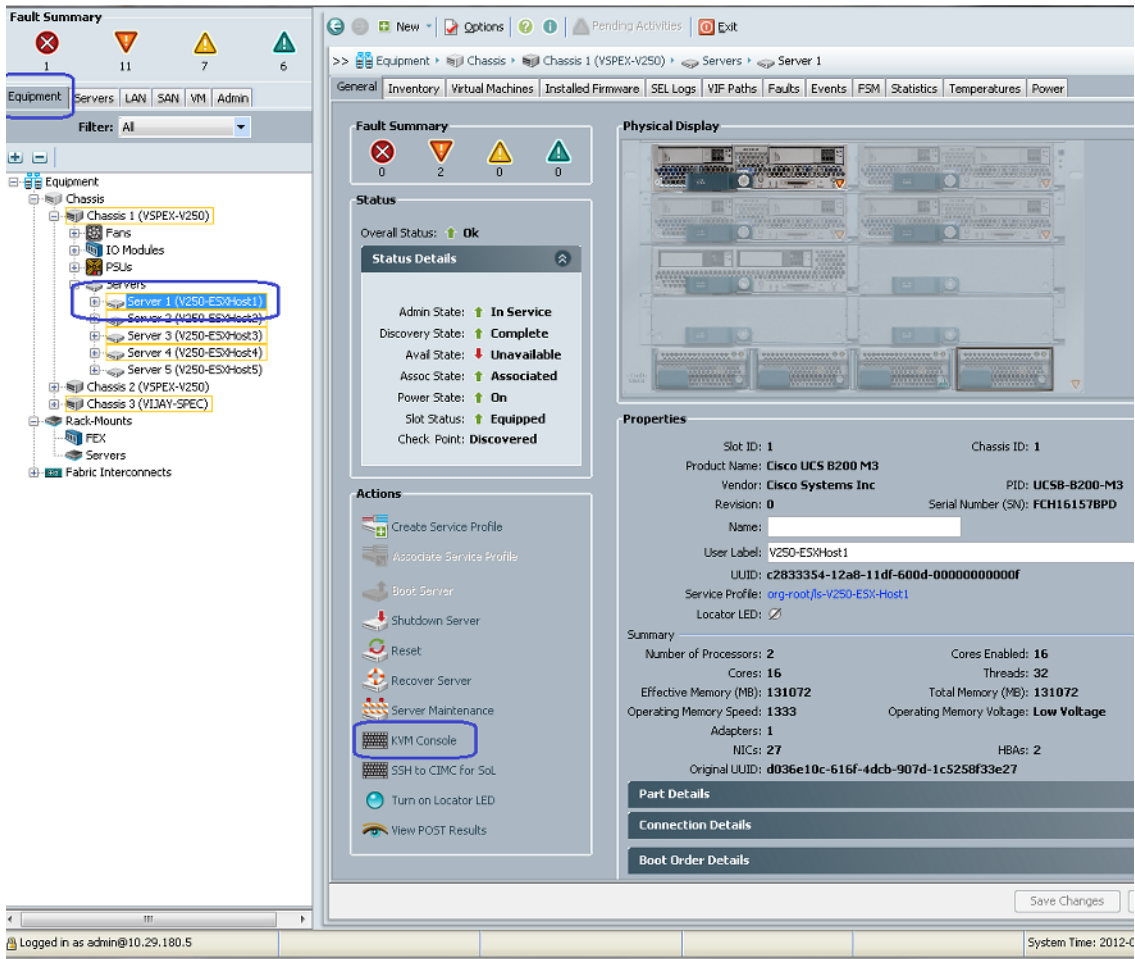 Fault Summary
1 11 7 6
Equipment Servers LAN SAN VM Admin
Filter: All
Equipment
Chassis
Chassis 1 (VSPEX-V250)
Fans
IO Modules
PSUs
Servers
Server 1 (V250-ESXHost1)
Server 2 (V250-ESXHost2)
Server 3 (V250-ESXHost3)
Server 4 (V250-ESXHost4)
Server 5 (V250-ESXHost5)
Chassis 2 (VSPEX-V250)
Chassis 3 (VIJAY-SPEC)
Rack-Mounts
FEX
Servers
Fabric Interconnects
New Options Pending Activities Exit
>> Equipment Chassis Chassis 1 (VSPEX-V250) Servers Server 1
General Inventory Virtual Machines Installed Firmware SEL Logs VIF Paths Faults Events FSM Statistics Temperatures Power
Fault Summary
0 2 0 0
Status
Overall Status: Ok
Status Details
Admin State: In Service
Discovery State: Complete
Avail State: Unavailable
Assoc State: Associated
Power State: On
Slot Status: Equipped
Check Point: Discovered
Actions
Create Service Profile
Associate Service Profile
Boot Server
Shutdown Server
Reset
Recover Server
Server Maintenance
KVM Console
SSH to CIMC for SoL
Turn on Locator LED
View POST Results
Physical Display
Properties
Slot ID: 1 Chassis ID: 1
Product Name: Cisco UCS B200 M3
Vendor: Cisco Systems Inc PID: UCSB-B200-M3
Revision: 0 Serial Number (SN): FCH16157BPD
Name:
User Label: V250-ESXHost1
UUID: c2833354-12a8-11df-600d-00000000000f
Service Profile: org-root/ls-V250-ESX-Host1
Locator LED:
Summary
Number of Processors: 2 Cores Enabled: 16
Cores: 16 Threads: 32
Effective Memory (MB): 131072 Total Memory (MB): 131072
Operating Memory Speed: 1333 Operating Memory Voltage: Low Voltage
Adapters: 1
NICs: 27 HBAs: 2
Original UUID: d036e10c-616f-4dcb-907d-1c5258f33e27
Part Details
Connection Details
Boot Order Details
Save Changes
Logged in as admin@10.29.180.5
System Time: 2012-0